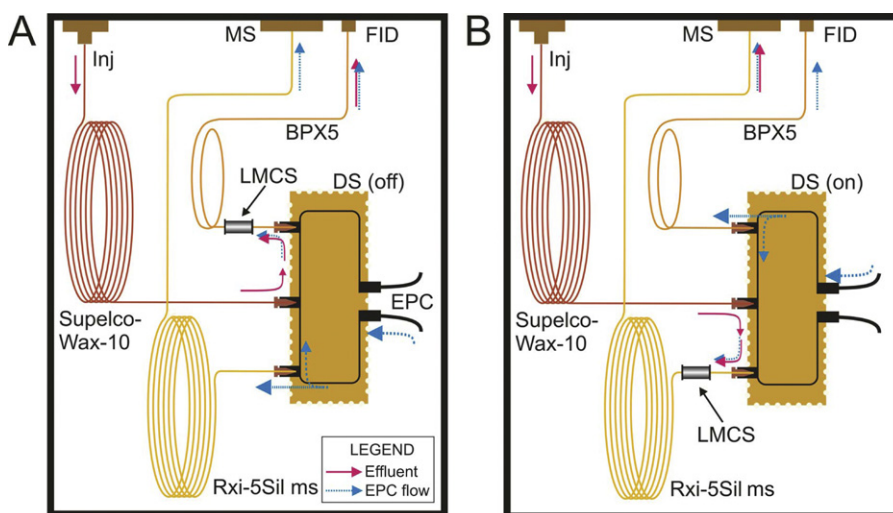 A
MS
FID
Inj
BPX5
LMCS
DS (off)
EPC
Supelco-
Wax-10
Rxi-5Sil ms
LEGEND
Effluent
EPC flow
B
MS
FID
Inj
BPX5
DS (on)
EPC
Supelco-
Wax-10
LMCS
Rxi-5Sil ms